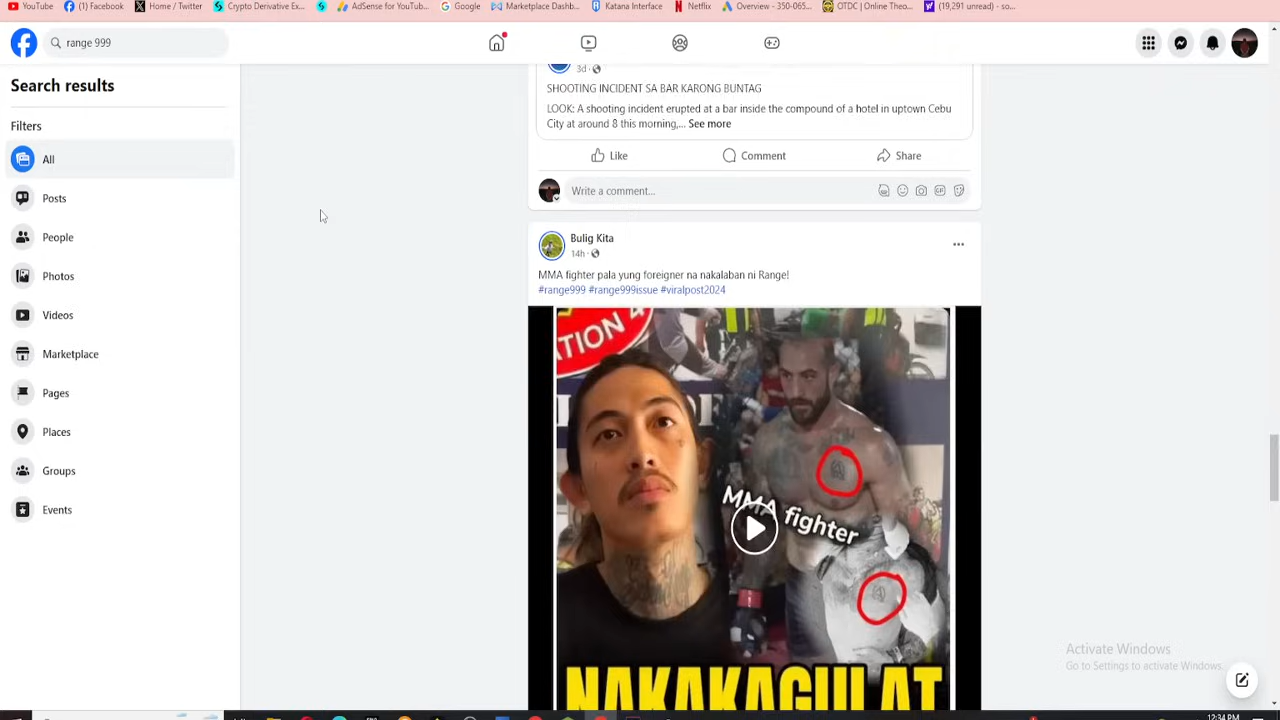 YouTube
(1) Facebook
Home / Twitter
Crypto Derivative Ex...
AdSense for YouTub...
Google
Marketplace Dashb...
Katana Interface
Netflix
Overview - 350-065...
OTDC | Online Theo...
(19,291 unread) - so...
range 999
Search results
Filters
All
Posts
People
Photos
Videos
Marketplace
Pages
Places
Groups
Events
3d ·
SHOOTING INCIDENT SA BAR KARONG BUNTAG
LOOK: A shooting incident erupted at a bar inside the compound of a hotel in uptown Cebu
City at around 8 this morning,... See more
Like
Comment
Share
Write a comment...
Bulig Kita
14h ·
MMA fighter pala yung foreigner na nakalaban ni Range!
#range999 #range999issue #viralpost2024
ATION 4
MMA fighter
NAKAKAGULAT
Activate Windows
Go to Settings to activate Windows.
12:34 PM